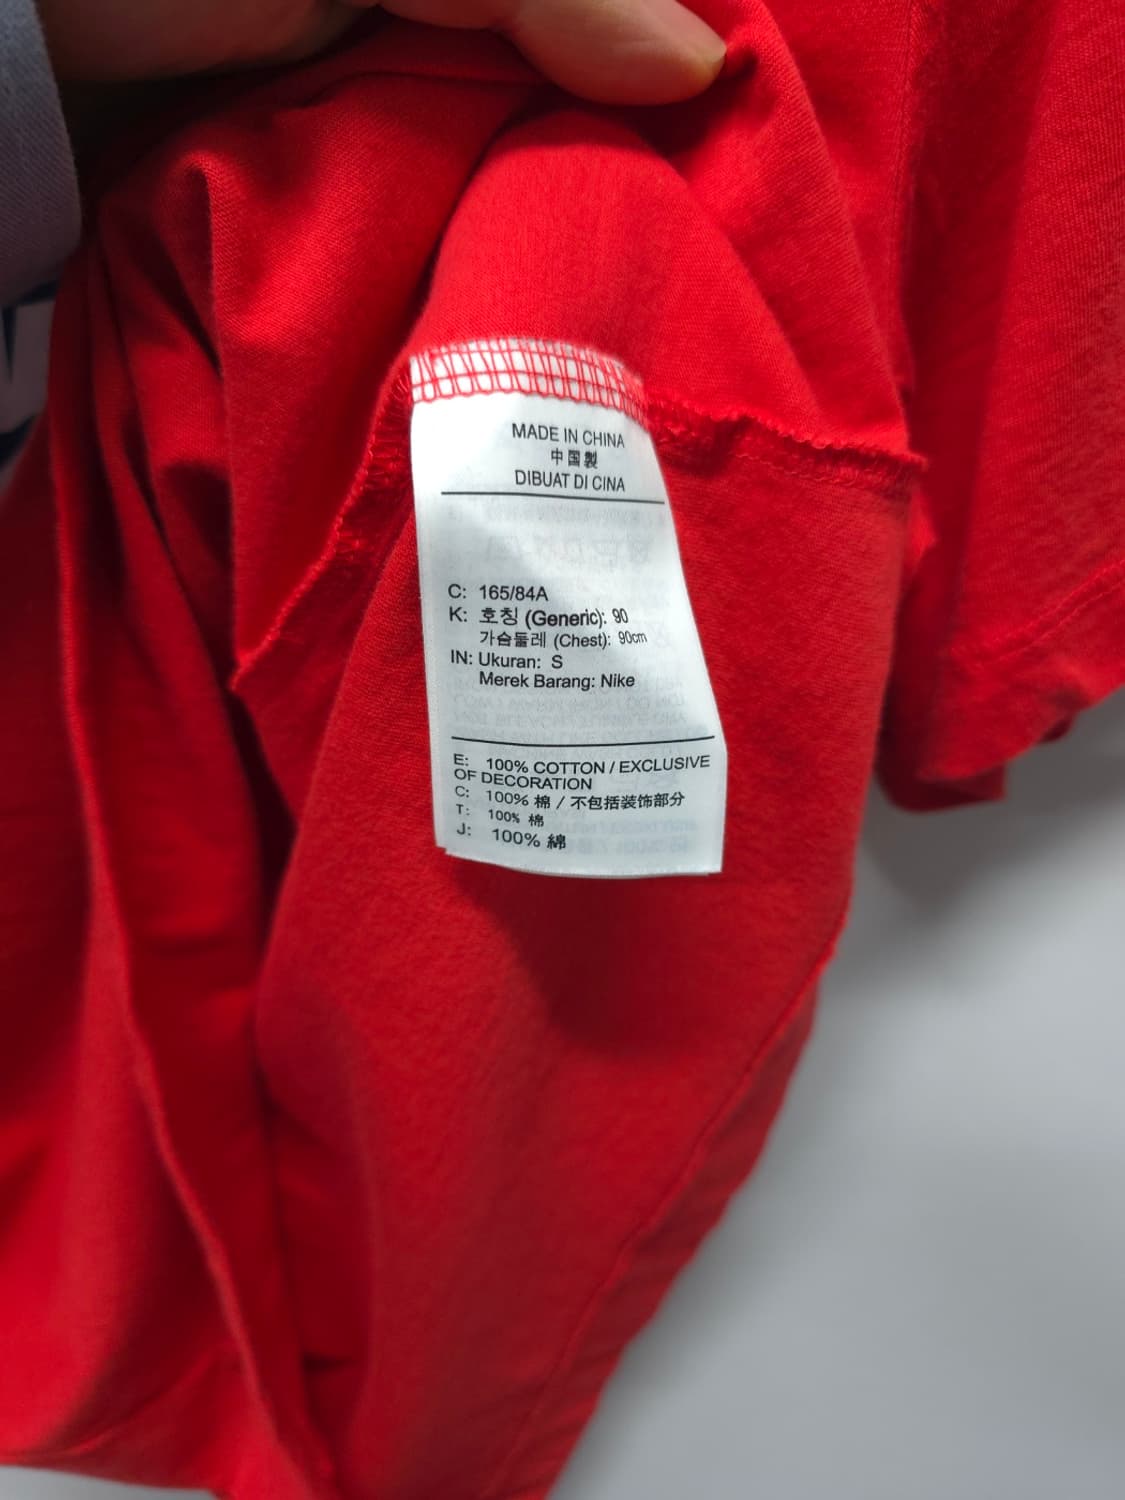 MADE IN CHINA
中国製
DIBUAT DI CINA
C: 165/84A
K: 호칭 (Generic): 90
가슴둘레 (Chest): 90cm
IN: Ukuran: S
Merek Barang: Nike
E: 100% COTTON / EXCLUSIVE
OF DECORATION
C: 100% 棉 / 不包括装饰部分
T: 100% 棉
J: 100% 綿